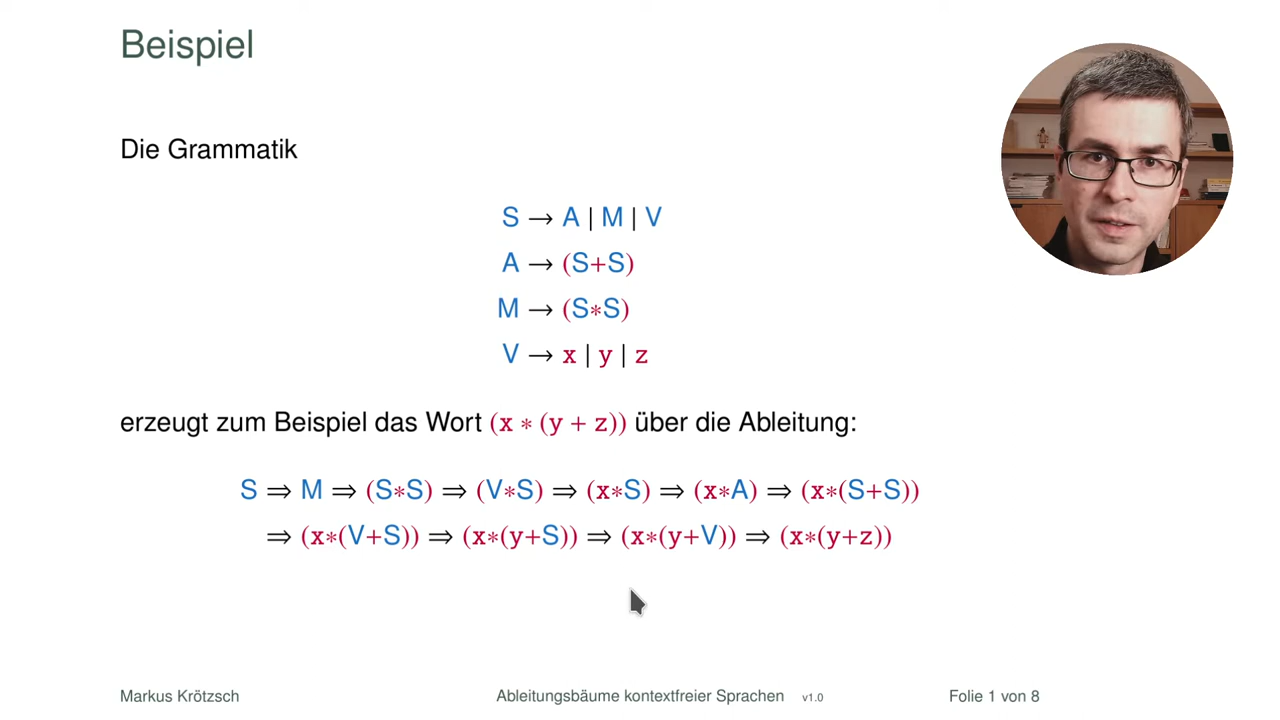 Beispiel
Die Grammatik
S → A | M | V
A → (S+S)
M → (S∗S)
V → x | y | z
erzeugt zum Beispiel das Wort (x ∗ (y + z)) über die Ableitung:
S ⇒ M ⇒ (S∗S) ⇒ (V∗S) ⇒ (x∗S) ⇒ (x∗A) ⇒ (x∗(S+S))
⇒ (x∗(V+S)) ⇒ (x∗(y+S)) ⇒ (x∗(y+V)) ⇒ (x∗(y+z))
Markus Krötzsch Ableitungsbäume kontextfreier Sprachen v1.0 Folie 1 von 8